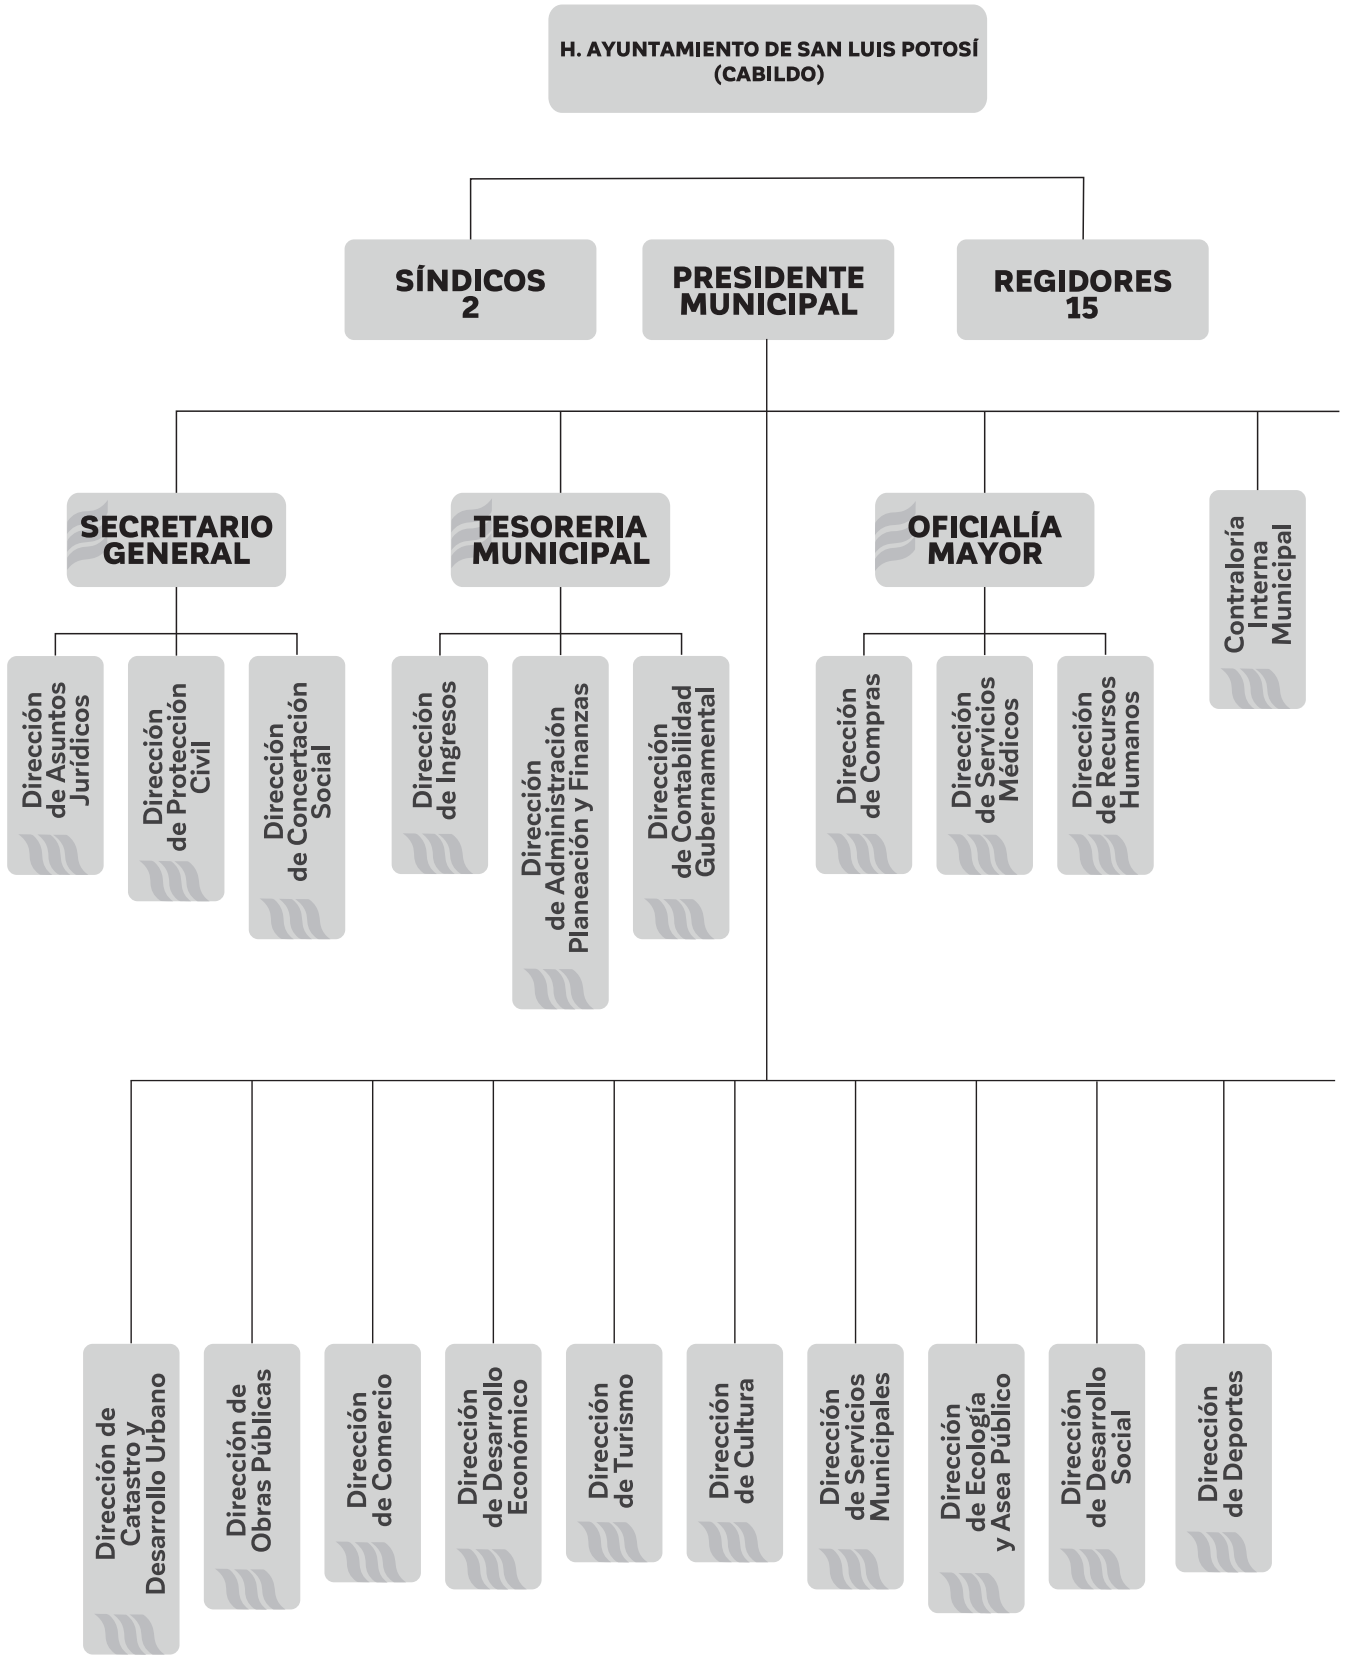 H. AYUNTAMIENTO DE SAN LUIS POTOSÍ
(CABILDO)
SÍNDICOS
2
PRESIDENTE
MUNICIPAL
REGIDORES
15
SECRETARIO
GENERAL
TESORERIA
MUNICIPAL
OFICIALÍA
MAYOR
Contraloría
Interna
Municipal
Dirección
de Asuntos
Jurídicos
Dirección
de Protección
Civil
Dirección
de Concertación
Social
Dirección
de Ingresos
Dirección
de Administración
Planeación y Finanzas
Dirección
de Contabilidad
Gubernamental
Dirección
de Compras
Dirección
de Servicios
Médicos
Dirección
de Recursos
Humanos
Dirección de
Catastro y
Desarrollo Urbano
Dirección de
Obras Públicas
Dirección
de Comercio
Dirección
de Desarrollo
Económico
Dirección
de Turismo
Dirección
de Cultura
Dirección
de Servicios
Municipales
Dirección
de Ecología
y Asea Público
Dirección
de Desarrollo
Social
Dirección
de Deportes